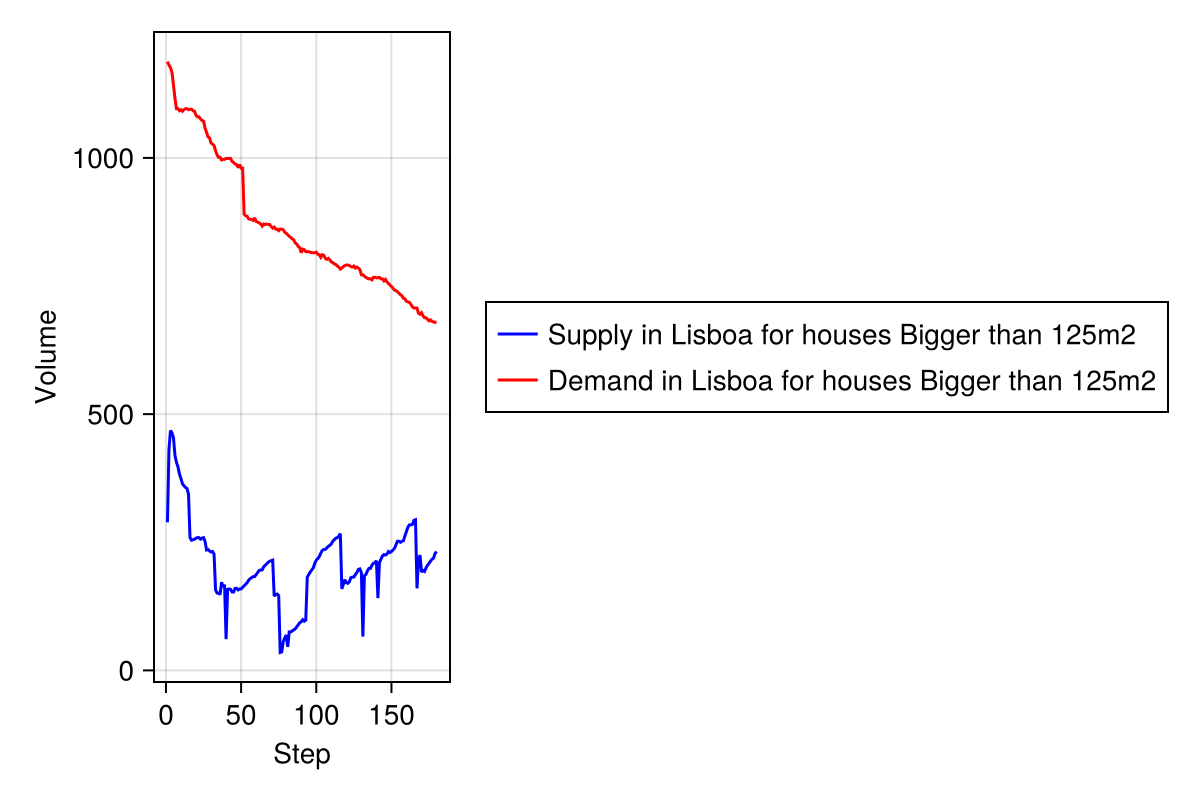 Volume
1000
500
0
0 50 100 150
Step
Supply in Lisboa for houses Bigger than 125m2
Demand in Lisboa for houses Bigger than 125m2